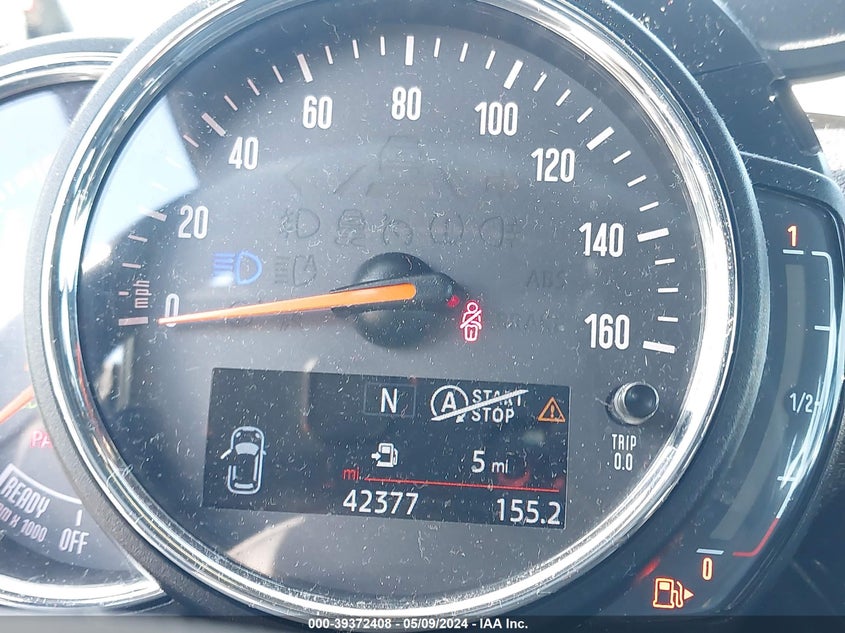 80
60
100
40
120
20
140
0
160
mph
ABS
1
1/2
0
N
A START
STOP
5 mi
TRIP
0.0
mi
42377 155.2
READY
OFF
x 1000
000-39372408 - 05/09/2024 - IAA Inc.